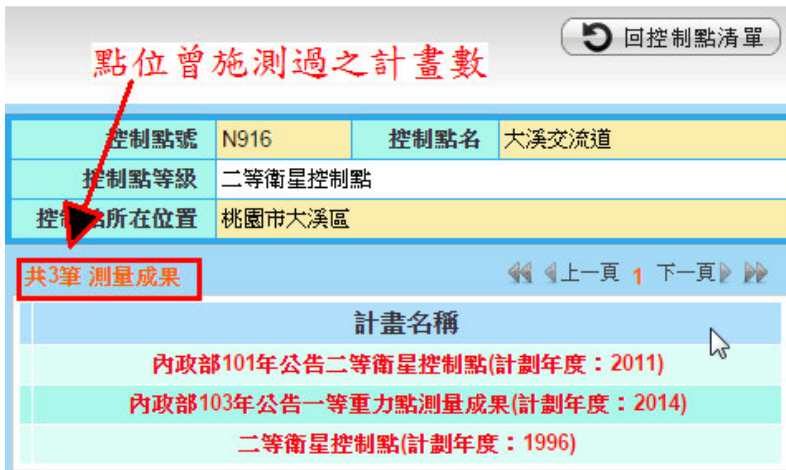 回控制點清單
點位曾施測過之計畫數
控制點號 N916 控制點名 大溪交流道
控制點等級 二等衛星控制點
控制點所在位置 桃園市大溪區
共3筆 測量成果 上一頁 1 下一頁
計畫名稱
內政部101年公告二等衛星控制點(計劃年度：2011)
內政部103年公告一等重力點測量成果(計劃年度：2014)
二等衛星控制點(計劃年度：1996)